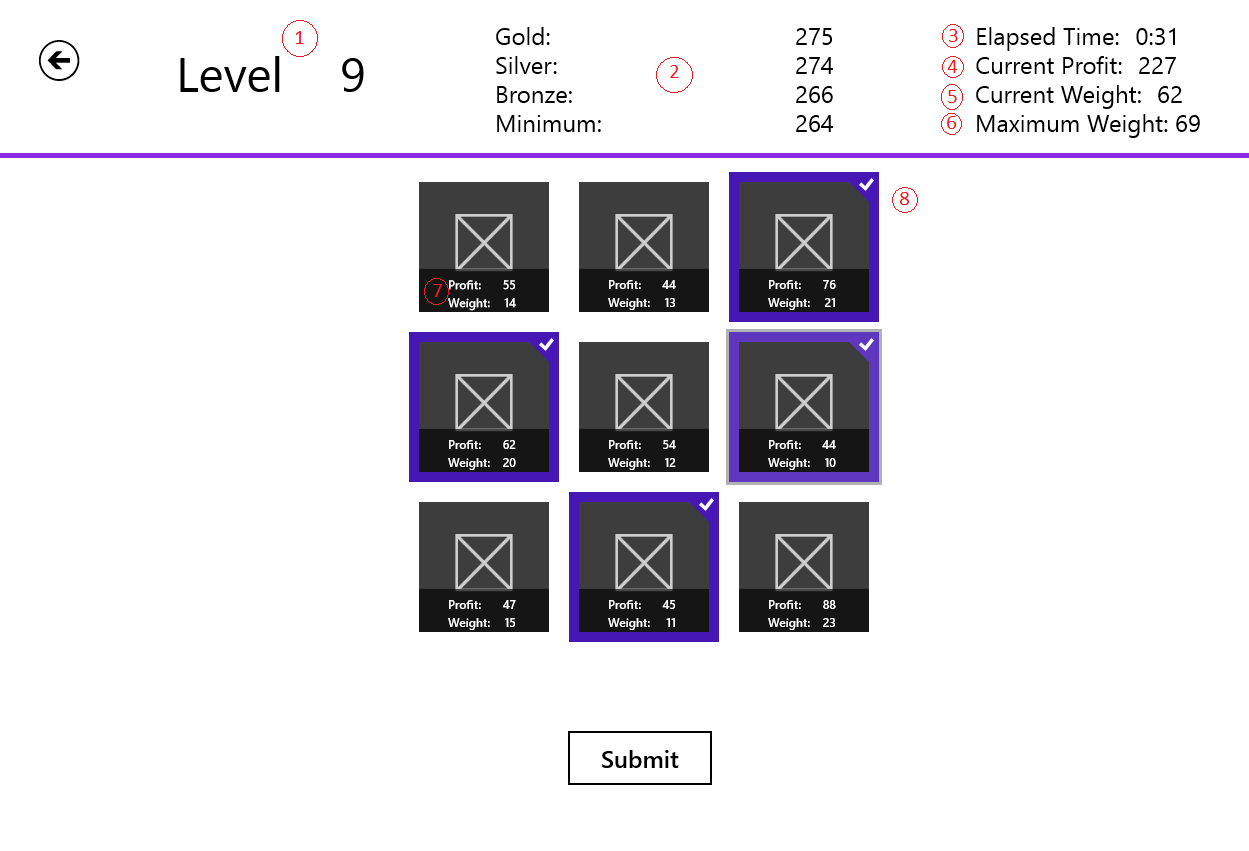 1
Level 9
Gold: 275
Silver: 274
2
Bronze: 266
Minimum: 264
3 Elapsed Time: 0:31
4 Current Profit: 227
5 Current Weight: 62
6 Maximum Weight: 69
Profit: 55
7 Weight: 14
Profit: 44
Weight: 13
Profit: 76
Weight: 21
8
Profit: 62
Weight: 20
Profit: 54
Weight: 12
Profit: 44
Weight: 10
Profit: 47
Weight: 15
Profit: 45
Weight: 11
Profit: 88
Weight: 23
Submit